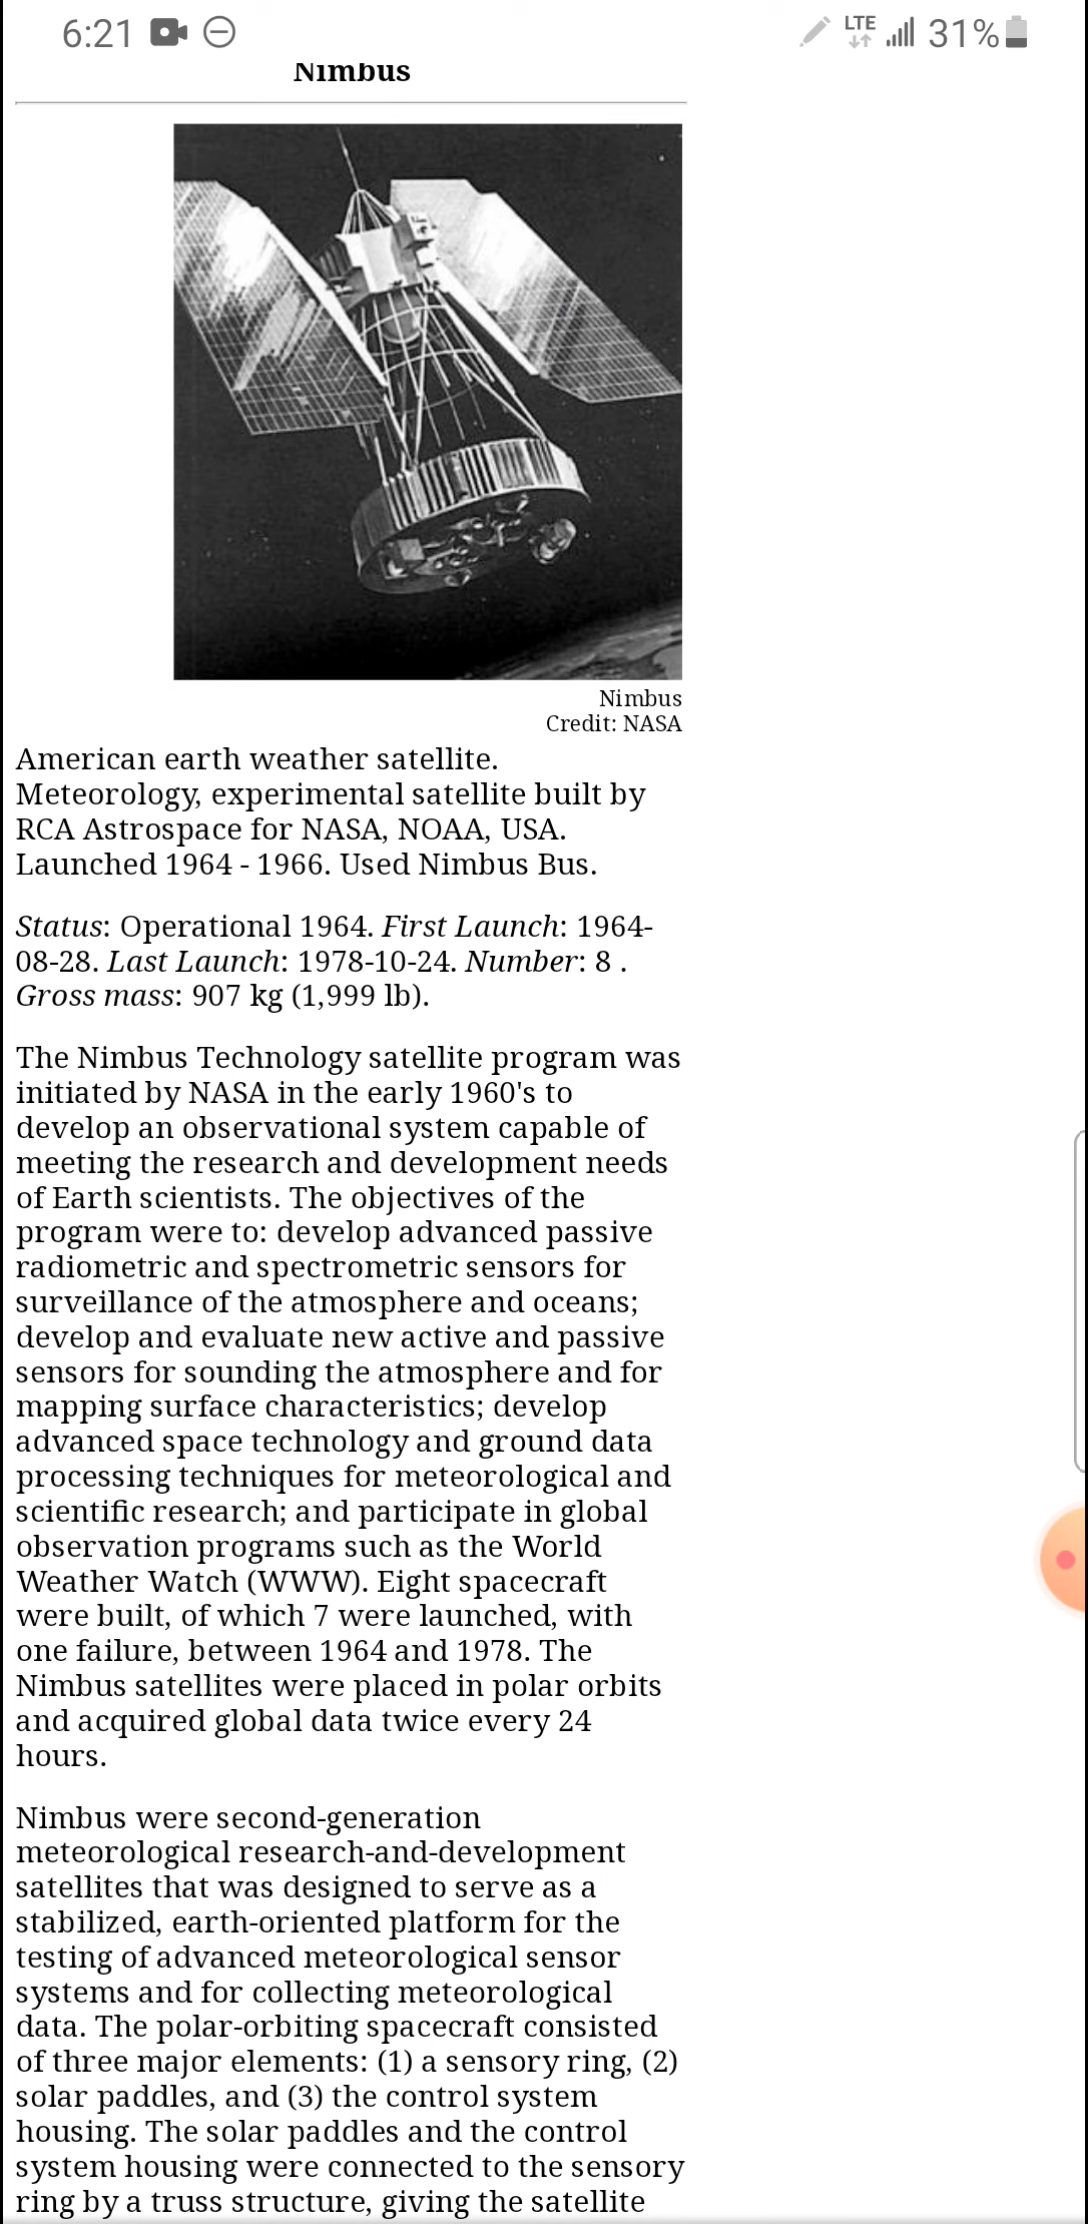 6:21 LTE 31%
Nimbus
Nimbus
Credit: NASA
American earth weather satellite.
Meteorology, experimental satellite built by
RCA Astrospace for NASA, NOAA, USA.
Launched 1964 - 1966. Used Nimbus Bus.
Status: Operational 1964. First Launch: 1964-
08-28. Last Launch: 1978-10-24. Number: 8 .
Gross mass: 907 kg (1,999 lb).
The Nimbus Technology satellite program was
initiated by NASA in the early 1960's to
develop an observational system capable of
meeting the research and development needs
of Earth scientists. The objectives of the
program were to: develop advanced passive
radiometric and spectrometric sensors for
surveillance of the atmosphere and oceans;
develop and evaluate new active and passive
sensors for sounding the atmosphere and for
mapping surface characteristics; develop
advanced space technology and ground data
processing techniques for meteorological and
scientific research; and participate in global
observation programs such as the World
Weather Watch (WWW). Eight spacecraft
were built, of which 7 were launched, with
one failure, between 1964 and 1978. The
Nimbus satellites were placed in polar orbits
and acquired global data twice every 24
hours.
Nimbus were second-generation
meteorological research-and-development
satellites that was designed to serve as a
stabilized, earth-oriented platform for the
testing of advanced meteorological sensor
systems and for collecting meteorological
data. The polar-orbiting spacecraft consisted
of three major elements: (1) a sensory ring, (2)
solar paddles, and (3) the control system
housing. The solar paddles and the control
system housing were connected to the sensory
ring by a truss structure, giving the satellite